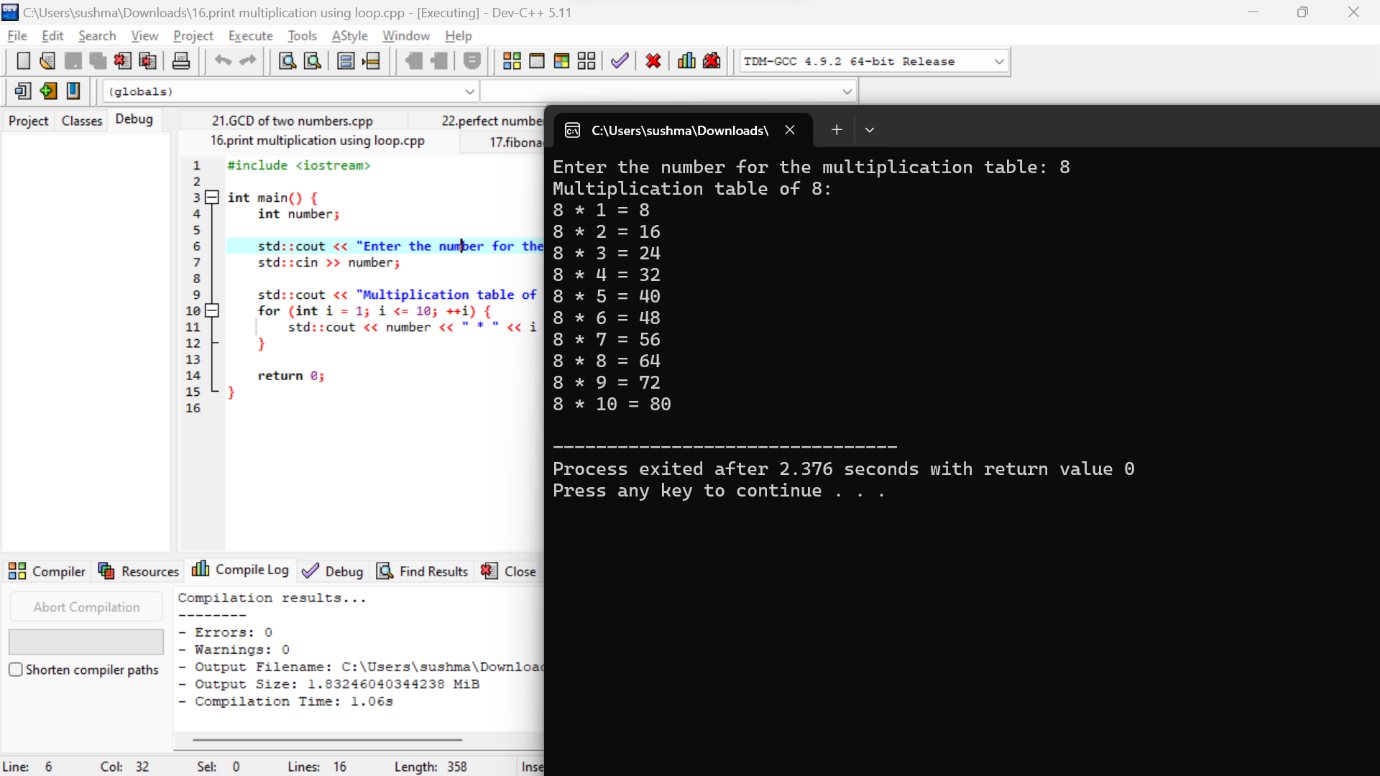 C:\Users\sushma\Downloads\16.print multiplication using loop.cpp - [Executing] - Dev-C++ 5.11
File Edit Search View Project Execute Tools AStyle Window Help
TDM-GCC 4.9.2 64-bit Release
(globals)
Project Classes Debug
21.GCD of two numbers.cpp 22.perfect
16.print multiplication using loop.cpp
1 #include <iostream>
2
3 int main() {
4 int number;
5
6 std::cout << "Enter the number for the
7 std::cin >> number;
8
9 std::cout << "Multiplication table of
10 for (int i = 1; i <= 10; ++i) {
11 std::cout << number << " * " << i
12 }
13
14 return 0;
15 }
16
C:\Users\sushma\Downloads\
Enter the number for the multiplication table: 8
Multiplication table of 8:
8 * 1 = 8
8 * 2 = 16
8 * 3 = 24
8 * 4 = 32
8 * 5 = 40
8 * 6 = 48
8 * 7 = 56
8 * 8 = 64
8 * 9 = 72
8 * 10 = 80
--------------------------------
Process exited after 2.376 seconds with return value 0
Press any key to continue . . .
Compiler Resources Compile Log Debug Find Results Close
Abort Compilation
Shorten compiler paths
Compilation results...
--------
- Errors: 0
- Warnings: 0
- Output Filename: C:\Users\sushma\Downloa
- Output Size: 1.83246040344238 MiB
- Compilation Time: 1.06s
Line: 6 Col: 32 Sel: 0 Lines: 16 Length: 358 Inse